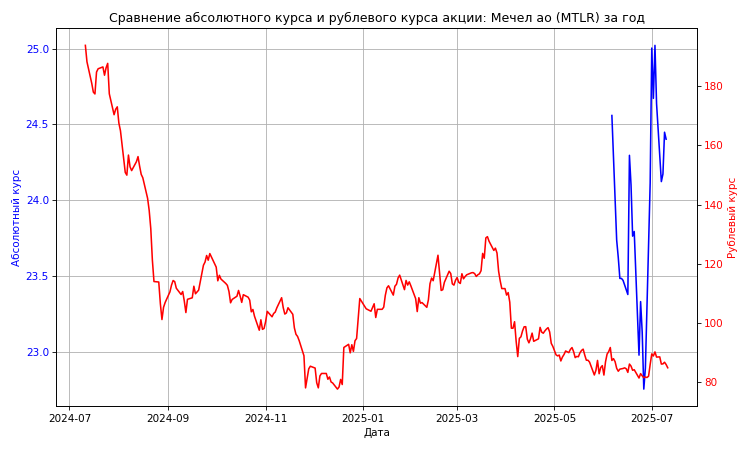 Сравнение абсолютного курса и рублевого курса акции: Мечел ао (MTLR) за год
25.0
24.5
24.0
23.5
23.0
Абсолютный курс
180
160
140
120
100
80
Рублевый курс
2024-07 2024-09 2024-11 2025-01 2025-03 2025-05 2025-07
Дата